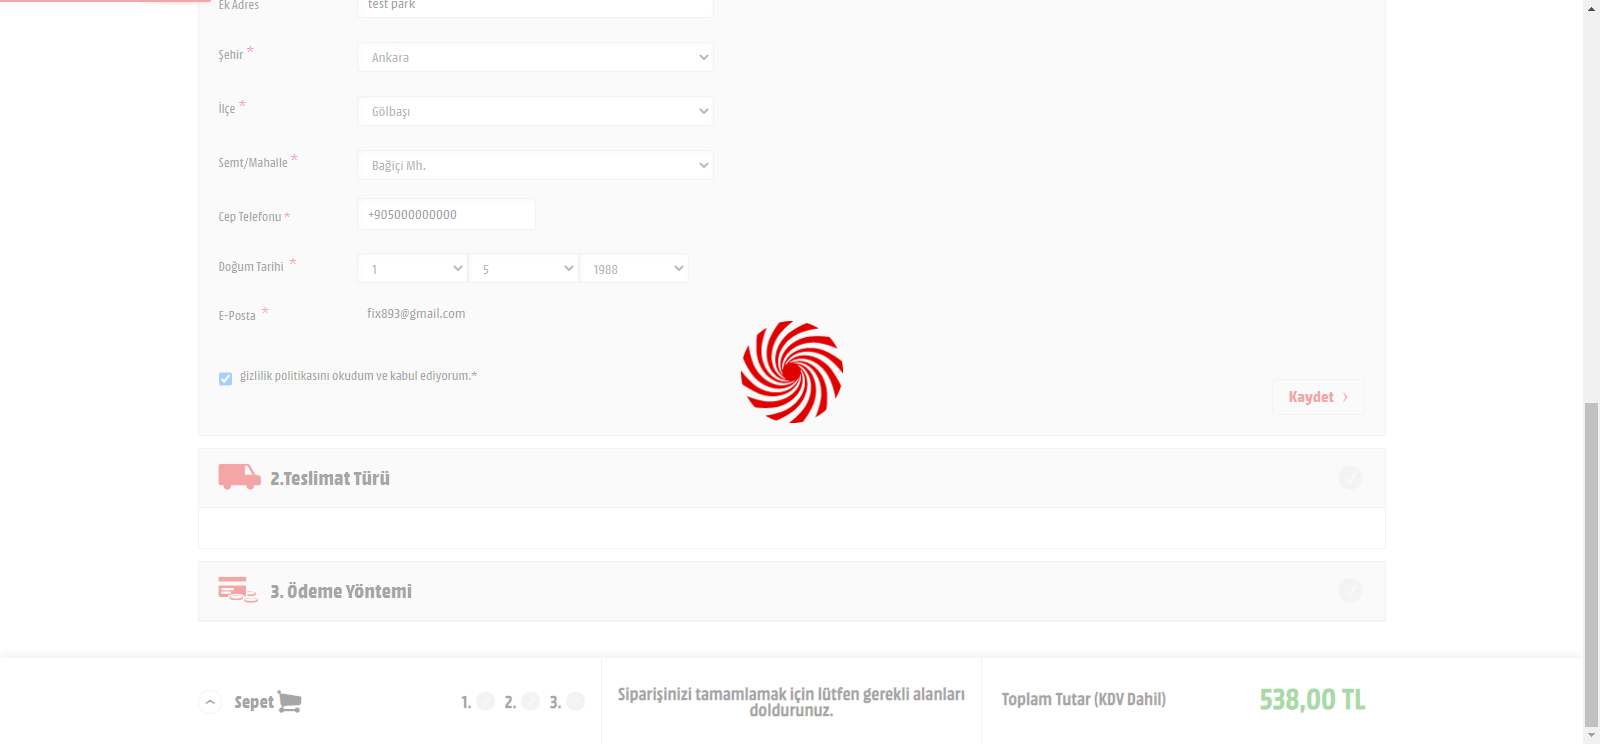 Ek Adres
test park
Şehir *
Ankara
İlçe *
Gölbaşı
Semt/Mahalle *
Bağiçi Mh.
Cep Telefonu *
+905000000000
Doğum Tarihi *
1
5
1988
E-Posta *
fix893@gmail.com
gizlilik politikasını okudum ve kabul ediyorum.*
Kaydet ›
2.Teslimat Türü
3. Ödeme Yöntemi
Sepet
1. 2. 3.
Siparişinizi tamamlamak için lütfen gerekli alanları
doldurunuz.
Toplam Tutar (KDV Dahil)
538,00 TL